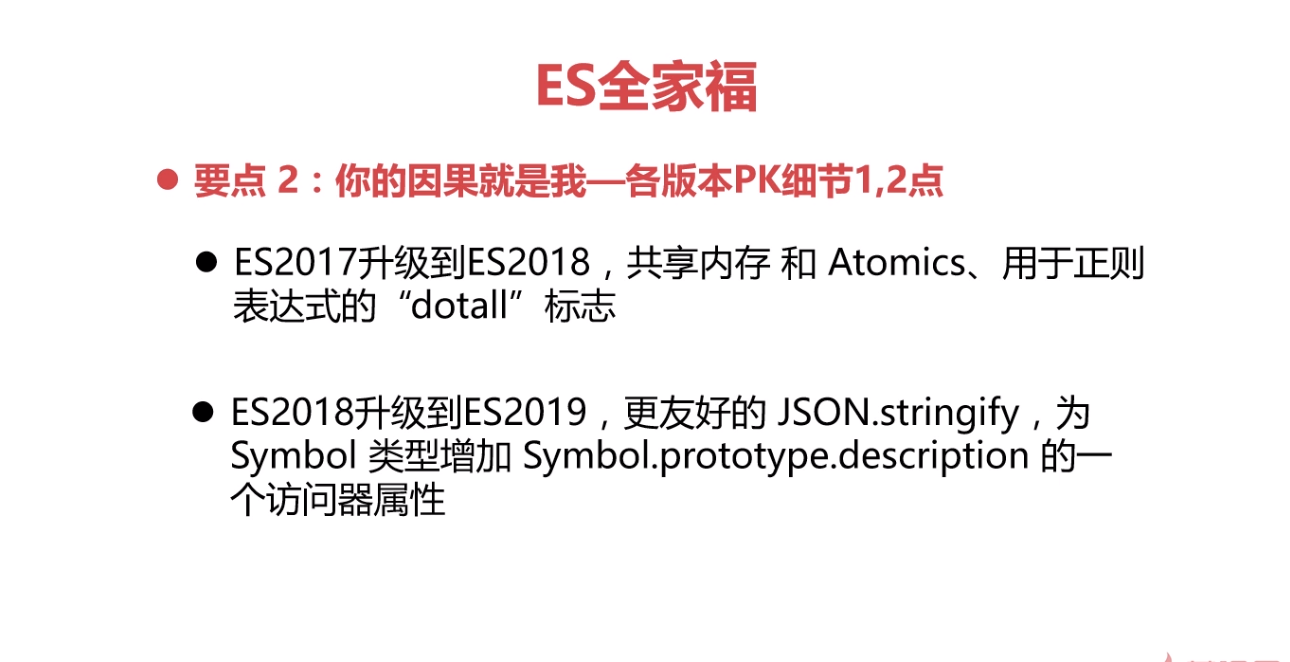 ES全家福
● 要点 2：你的因果就是我—各版本PK细节1,2点
● ES2017升级到ES2018，共享内存 和 Atomics、用于正则
表达式的“dotall”标志
● ES2018升级到ES2019，更友好的 JSON.stringify，为
Symbol 类型增加 Symbol.prototype.description 的一
个访问器属性